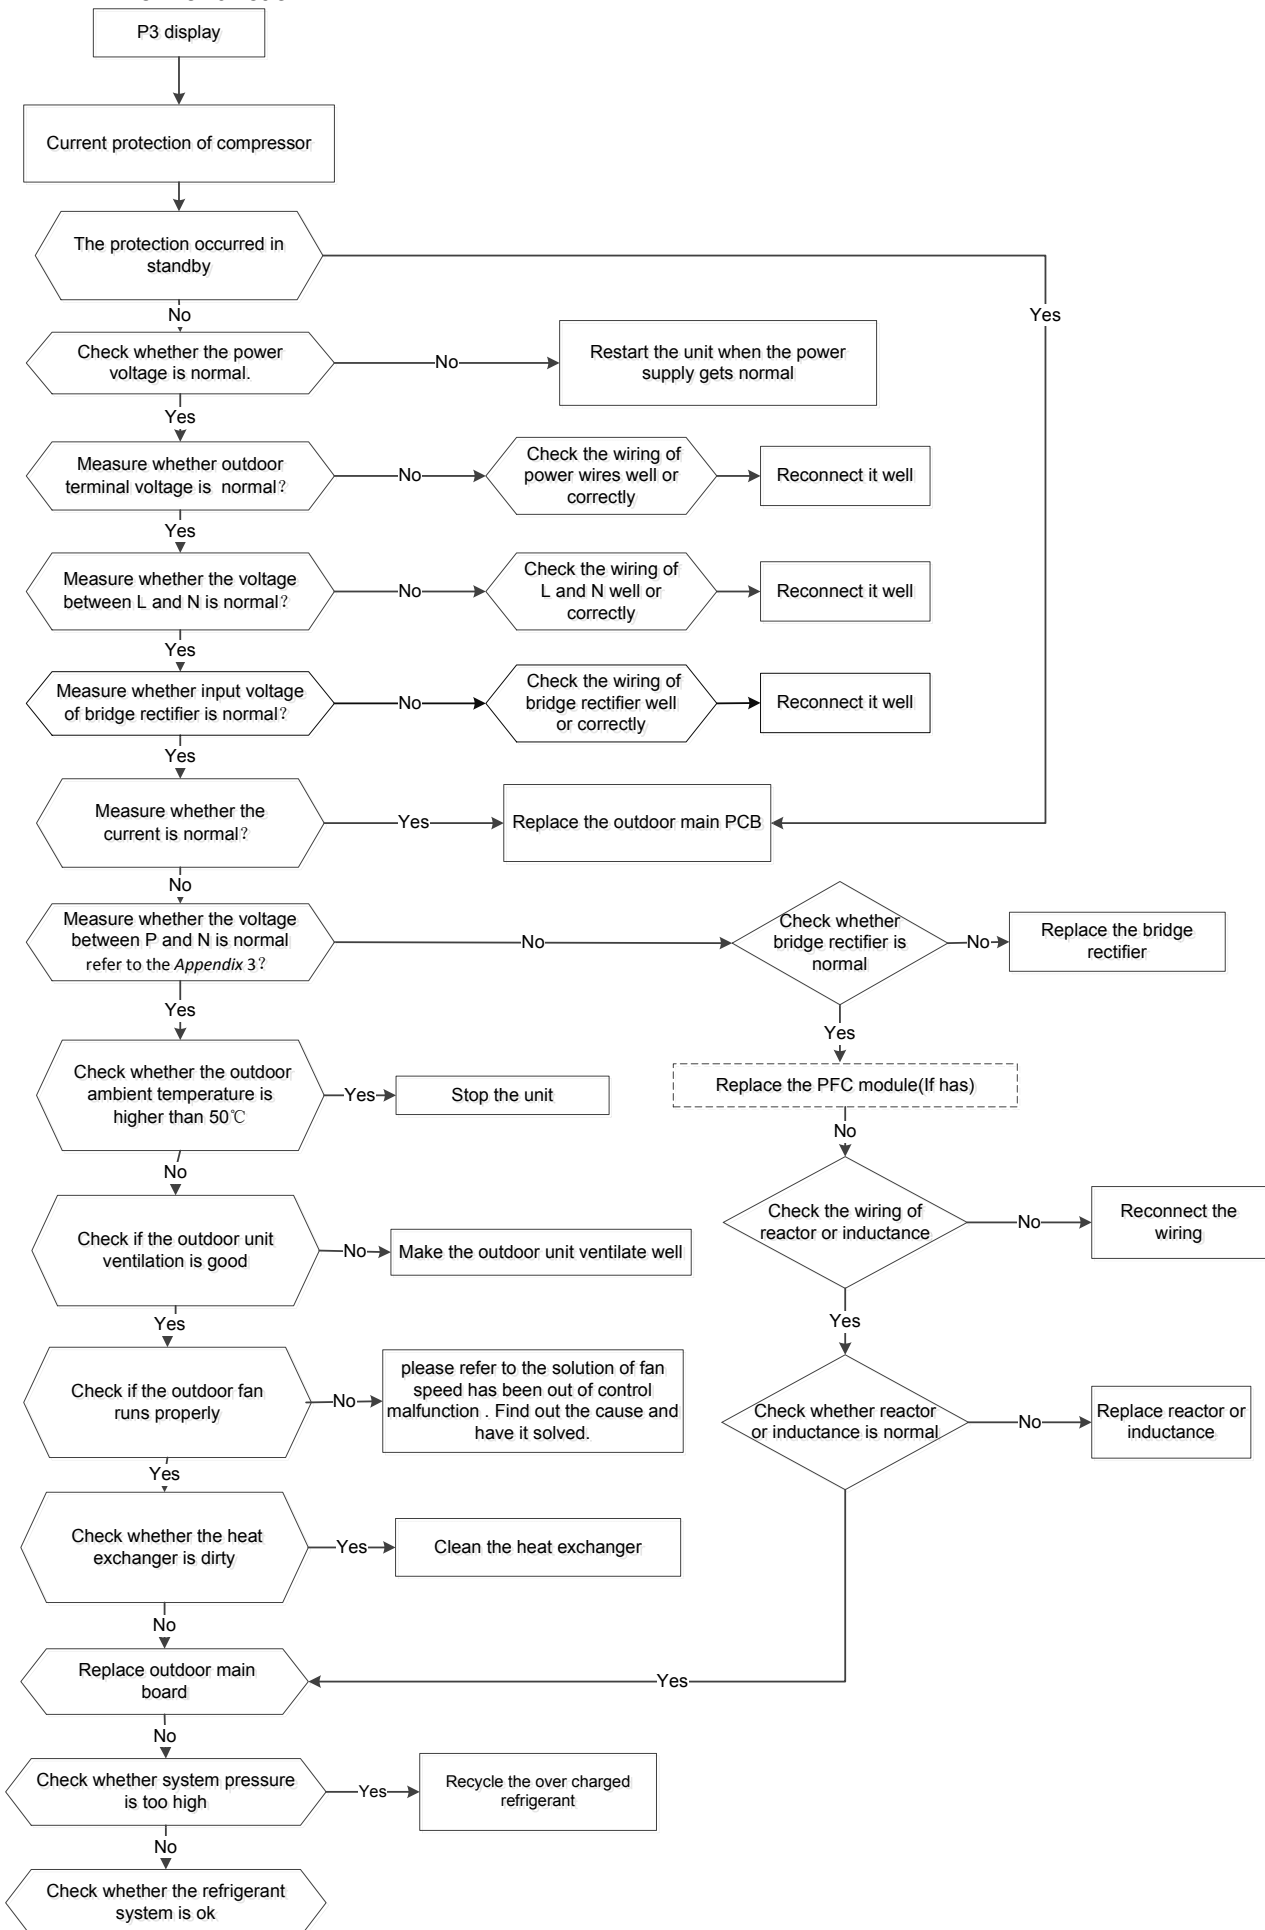 P3 display
Current protection of compressor
The protection occurred in
standby
Yes
No
Check whether the power
voltage is normal.
No
Restart the unit when the power
supply gets normal
Yes
Measure whether outdoor
terminal voltage is normal?
No
Check the wiring of
power wires well or
correctly
Reconnect it well
Yes
Measure whether the voltage
between L and N is normal?
No
Check the wiring of
L and N well or
correctly
Reconnect it well
Yes
Measure whether input voltage
of bridge rectifier is normal?
No
Check the wiring of
bridge rectifier well
or correctly
Reconnect it well
Yes
Measure whether the
current is normal?
Yes
Replace the outdoor main PCB
No
Measure whether the voltage
between P and N is normal
refer to the Appendix 3?
No
Check whether
bridge rectifier is
normal
No
Replace the bridge
rectifier
Yes
Yes
Check whether the outdoor
ambient temperature is
higher than 50℃
Yes
Stop the unit
Replace the PFC module(If has)
No
No
Check if the outdoor unit
ventilation is good
No
Make the outdoor unit ventilate well
Check the wiring of
reactor or inductance
No
Reconnect the
wiring
Yes
Yes
Check if the outdoor fan
runs properly
No
please refer to the solution of fan
speed has been out of control
malfunction . Find out the cause and
have it solved.
Check whether reactor
or inductance is normal
No
Replace reactor or
inductance
Yes
Check whether the heat
exchanger is dirty
Yes
Clean the heat exchanger
No
Replace outdoor main
board
Yes
No
Check whether system pressure
is too high
Yes
Recycle the over charged
refrigerant
No
Check whether the refrigerant
system is ok